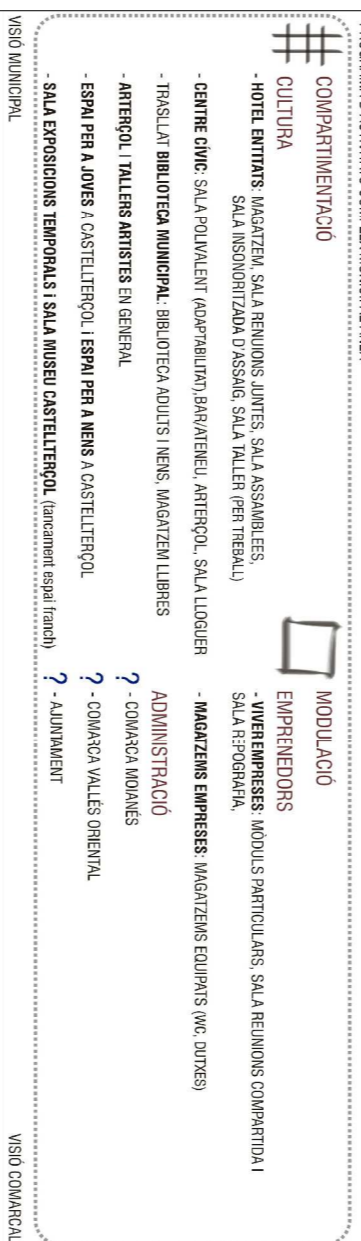 COMPARTIMENTACIÓ
CULTURA
- HOTEL ENTITATS: MAGATZEM, SALA RENUIONS JUNTES, SALA ASSAMBLEES,
SALA INSONORITZADA D'ASSAIG, SALA TALLER (PER TREBALL)
- CENTRE CÍVIC: SALA POLIVALENT (ADAPTABILITAT),BAR/ATENEU, ARTERÇOL, SALA LLOGUER
- TRASLLAT BIBLIOTECA MUNICIPAL: BIBLIOTECA ADULTS I NENS, MAGATZEM LLIBRES
- ARTERÇOL I TALLERS ARTISTES EN GENERAL
- ESPAI PER A JOVES A CASTELLTERÇOL i ESPAI PER A NENS A CASTELLTERÇOL
- SALA EXPOSICIONS TEMPORALS i SALA MUSEU CASTELLTERÇOL (tancament espai franch)
MODULACIÓ
EMPRENEDORS
- VIVER EMPRESES: MÒDULS PARTICULARS, SALA REUNIONS COMPARTIDA I
SALA REPOGRAFIA,
- MAGATZEMS EMPRESES: MAGATZEMS EQUIPATS (WC, DUTXES)
ADMINISTRACIÓ
? - COMARCA MOIANÉS
? - COMARCA VALLÉS ORIENTAL
? - AJUNTAMENT
VISIÓ MUNICIPAL
VISIÓ COMARCAL